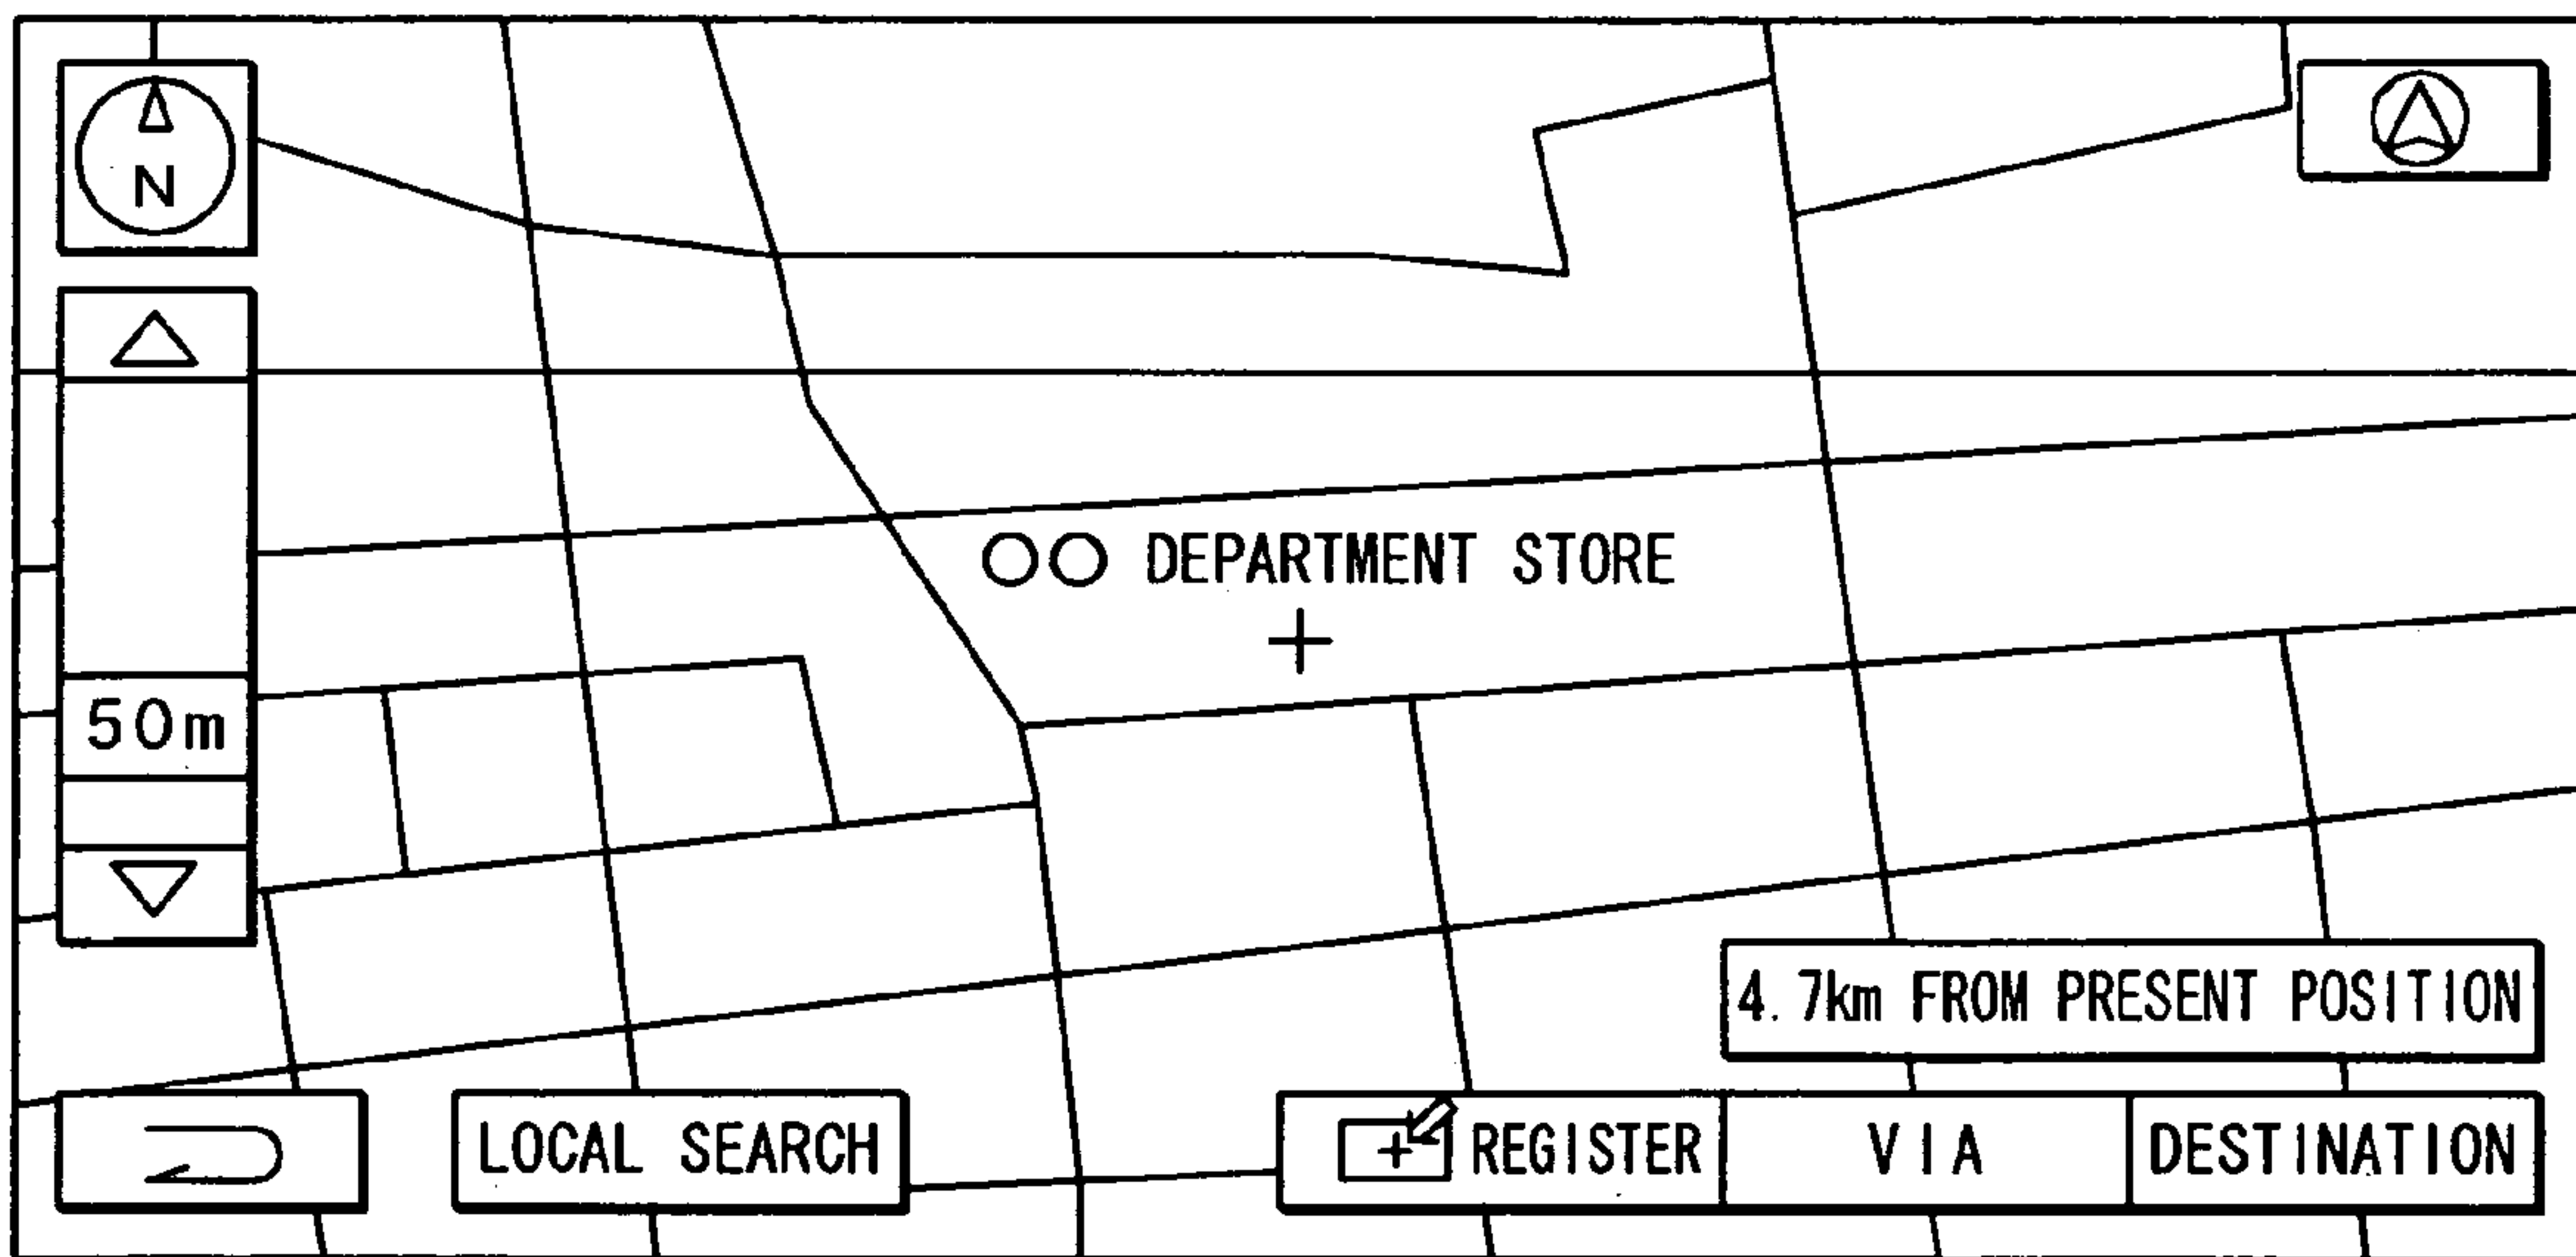 N
○○ DEPARTMENT STORE
50m
4.7km FROM PRESENT POSITION
LOCAL SEARCH
REGISTER
VIA
DESTINATION